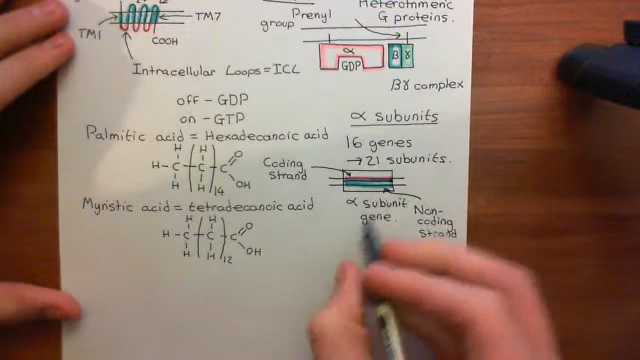 TM7
TM1
COOH
Intracellular Loops = ICL
Prenyl
group
Heterotrimeric
G proteins.
α
GDP
β γ
βγ complex
off - GDP
on - GTP
α subunits
Palmitic acid = Hexadecanoic acid
H H O
H-C-C-C
H H 14 OH
16 genes
→ 21 subunits.
Coding
strand
α subunit
gene.
Non-
coding
strand
Myristic acid = tetradecanoic acid
H H O
H-C-C-C
H H 12 OH